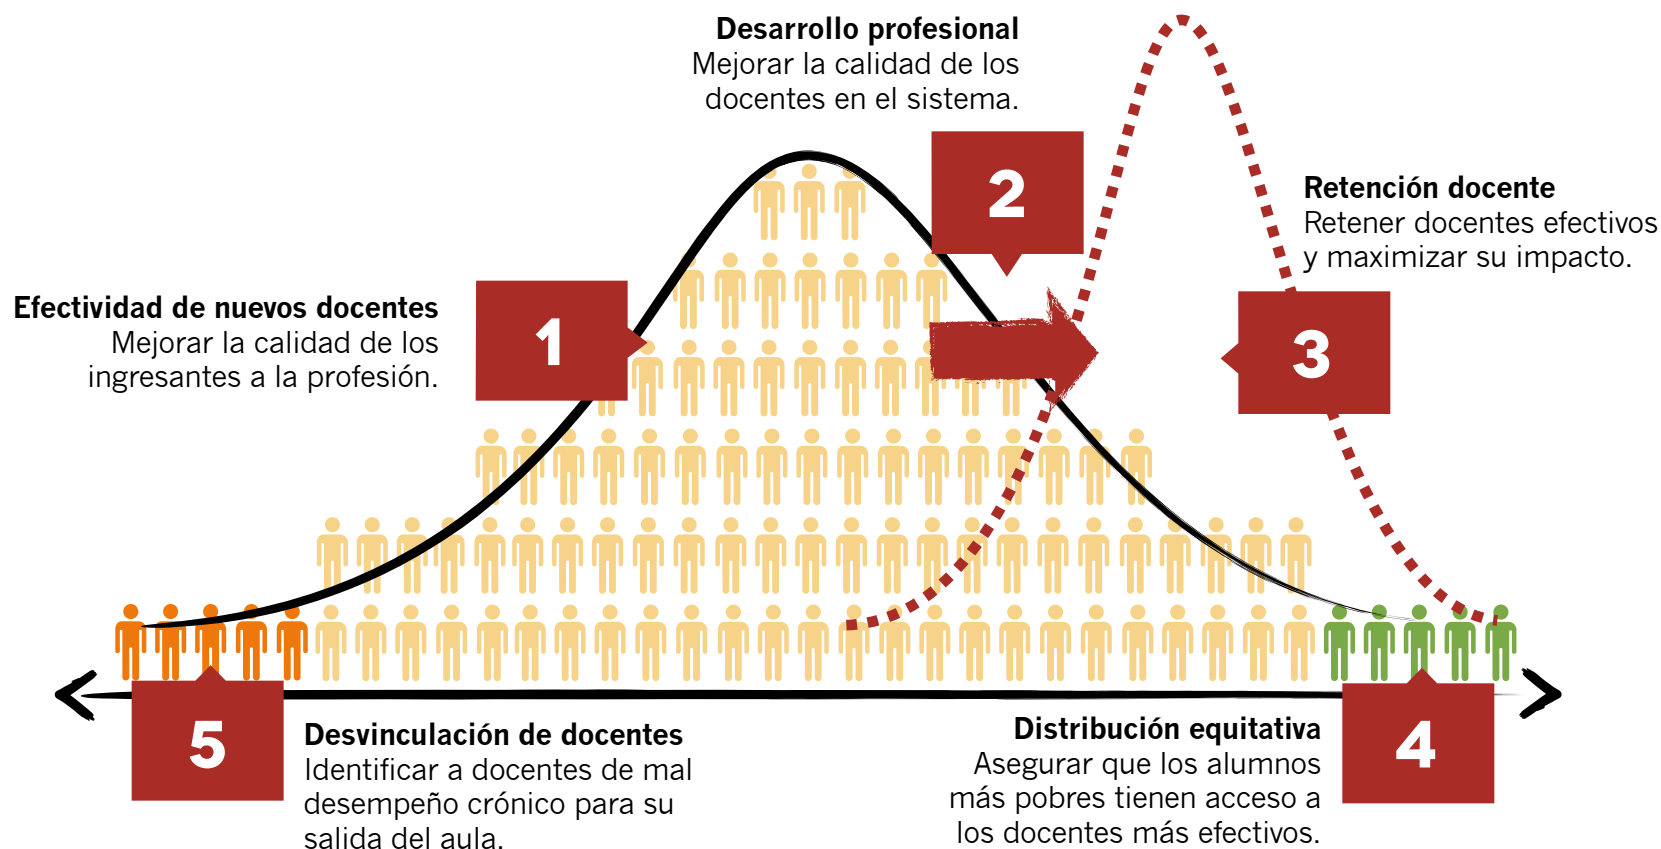 Desarrollo profesional
Mejorar la calidad de los
docentes en el sistema.
2
Retención docente
Retener docentes efectivos
y maximizar su impacto.
Efectividad de nuevos docentes
Mejorar la calidad de los
ingresantes a la profesión.
1
3
5
Desvinculación de docentes
Identificar a docentes de mal
desempeño crónico para su
salida del aula.
Distribución equitativa
Asegurar que los alumnos
más pobres tienen acceso a
los docentes más efectivos.
4